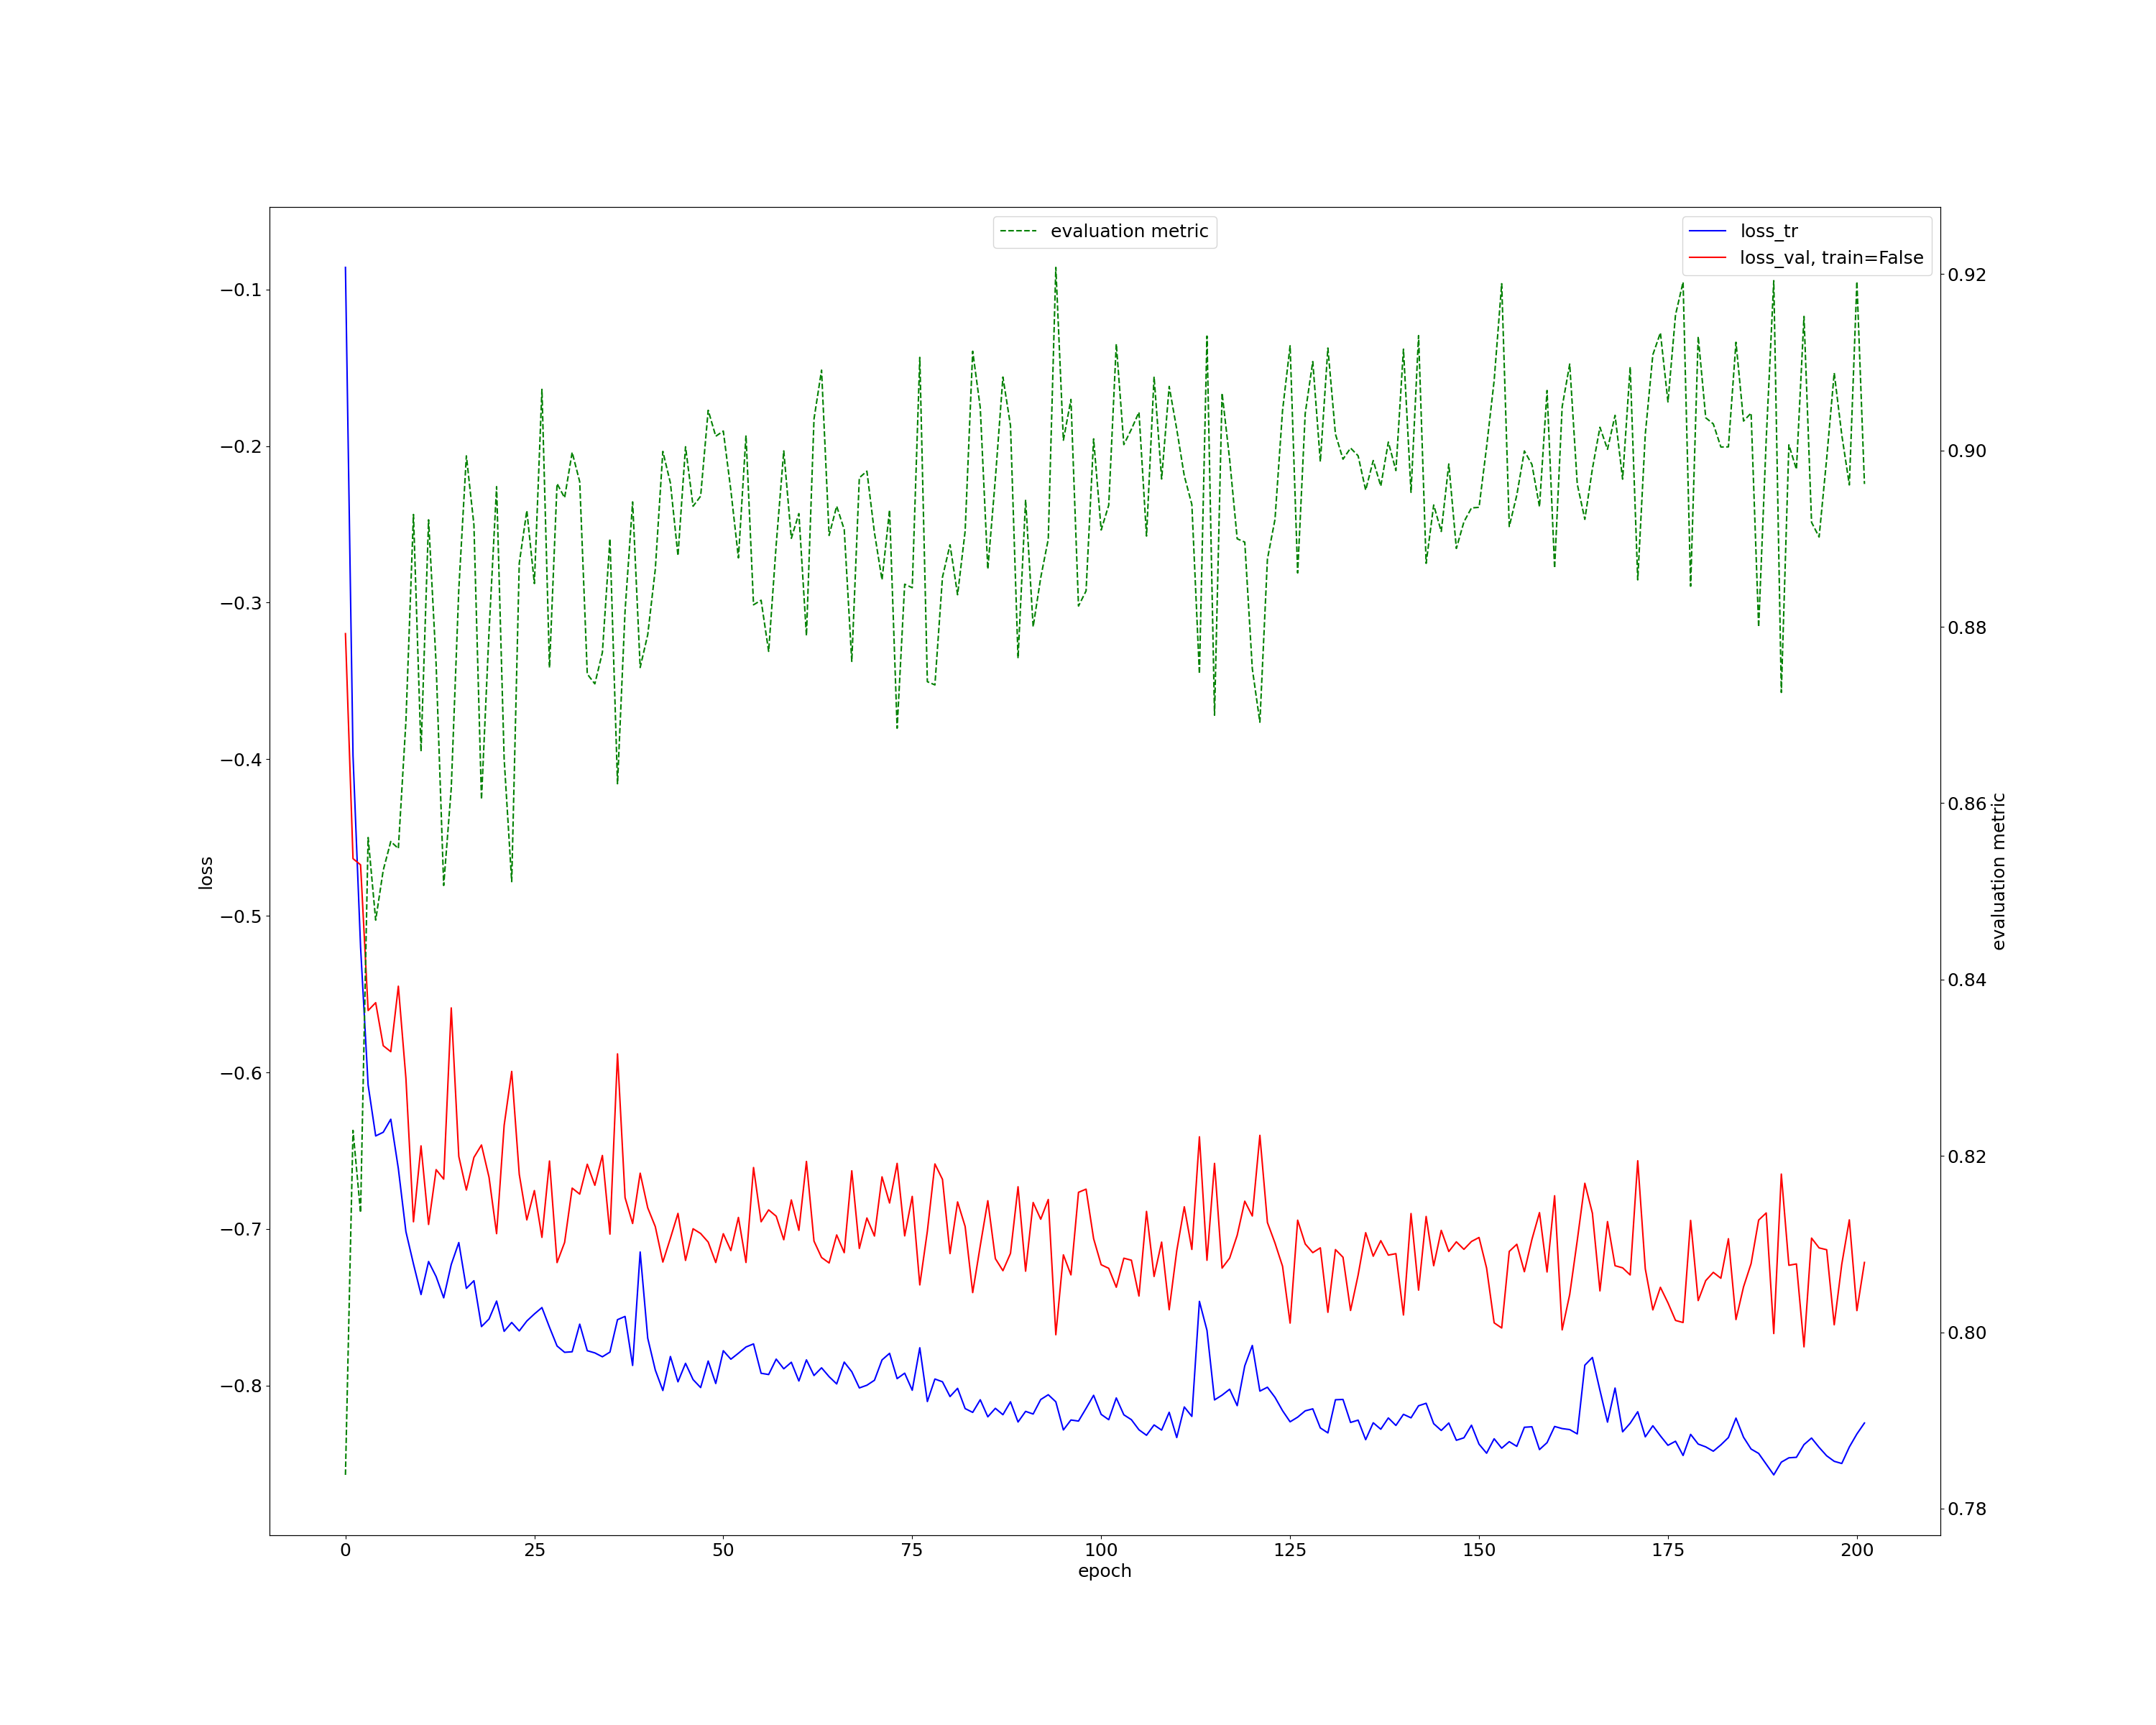 evaluation metric
loss_tr
loss_val, train=False
−0.1
−0.2
−0.3
−0.4
−0.5
−0.6
−0.7
−0.8
loss
0.92
0.90
0.88
0.86
0.84
0.82
0.80
0.78
evaluation metric
0 25 50 75 100 125 150 175 200
epoch